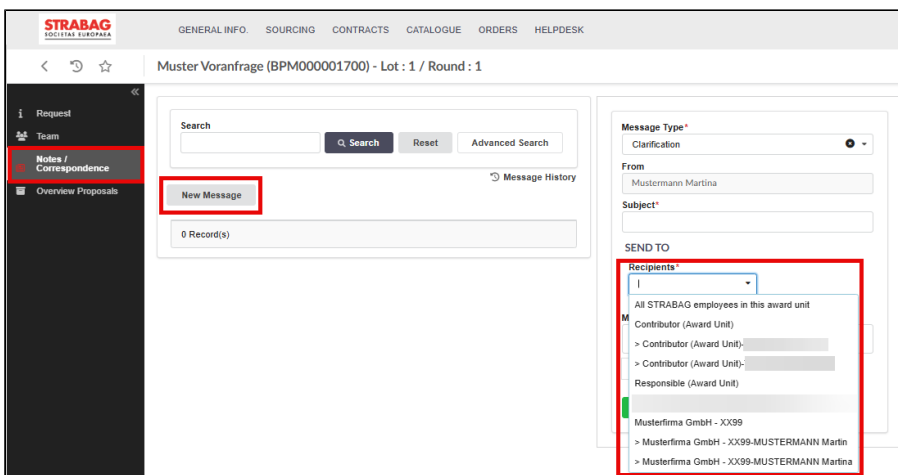 STRABAG
SOCIETAS EUROPAEA
GENERAL INFO. SOURCING CONTRACTS CATALOGUE ORDERS HELPDESK
Muster Voranfrage (BPM000001700) - Lot : 1 / Round : 1
Request
Team
Notes /
Correspondence
Overview Proposals
Search
Search Reset Advanced Search
Message History
New Message
0 Record(s)
Message Type*
Clarification
From
Mustermann Martina
Subject*
SEND TO
Recipients*
All STRABAG employees in this award unit
M
Contributor (Award Unit)
> Contributor (Award Unit)-
> Contributor (Award Unit)-
Responsible (Award Unit)
Musterfirma GmbH - XX99
> Musterfirma GmbH - XX99-MUSTERMANN Martin
> Musterfirma GmbH - XX99-MUSTERMANN Martina